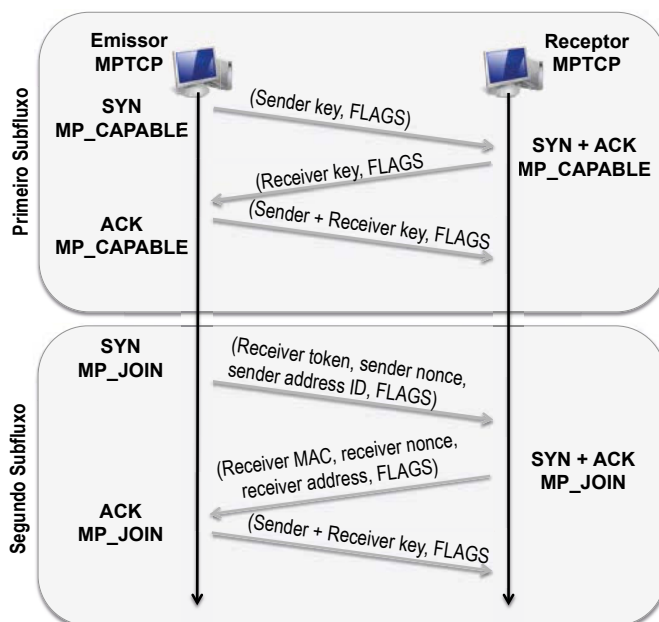 Emissor
MPTCP
Receptor
MPTCP
Primeiro Subfluxo
SYN
MP_CAPABLE
(Sender key, FLAGS)
SYN + ACK
MP_CAPABLE
(Receiver key, FLAGS
ACK
MP_CAPABLE
(Sender + Receiver key, FLAGS
Segundo Subfluxo
SYN
MP_JOIN
(Receiver token, sender nonce,
sender address ID, FLAGS)
(Receiver MAC, receiver nonce,
receiver address, FLAGS)
SYN + ACK
MP_JOIN
ACK
MP_JOIN
(Sender + Receiver key, FLAGS